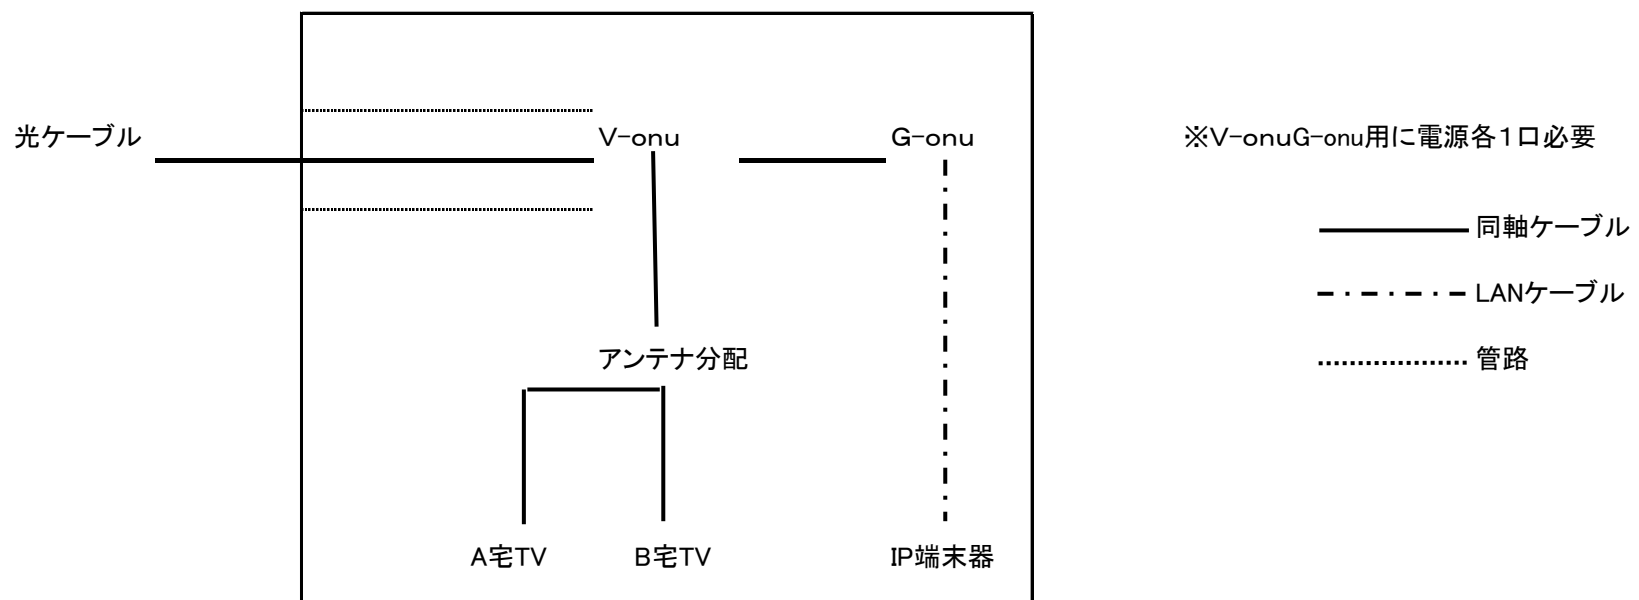 光ケーブル
V-onu
G-onu
※V-onuG-onu用に電源各1口必要
同軸ケーブル
LANケーブル
アンテナ分配
管路
A宅TV
B宅TV
IP端末器